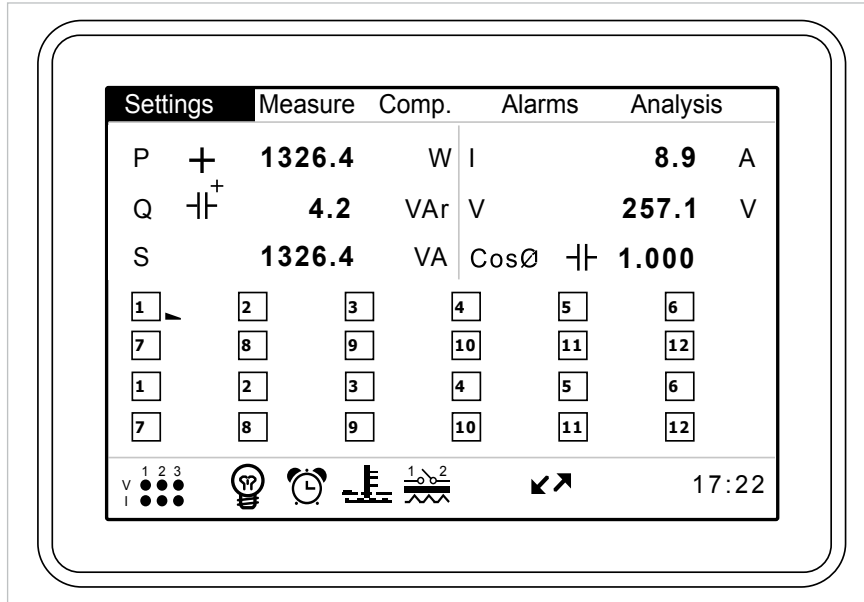 Settings Measure Comp. Alarms Analysis
P + 1326.4 W I 8.9 A
Q + 4.2 VAr V 257.1 V
S 1326.4 VA CosØ 1.000
1 2 3 4 5 6
7 8 9 10 11 12
1 2 3 4 5 6
7 8 9 10 11 12
1 2 3 1 2
V 17:22
I